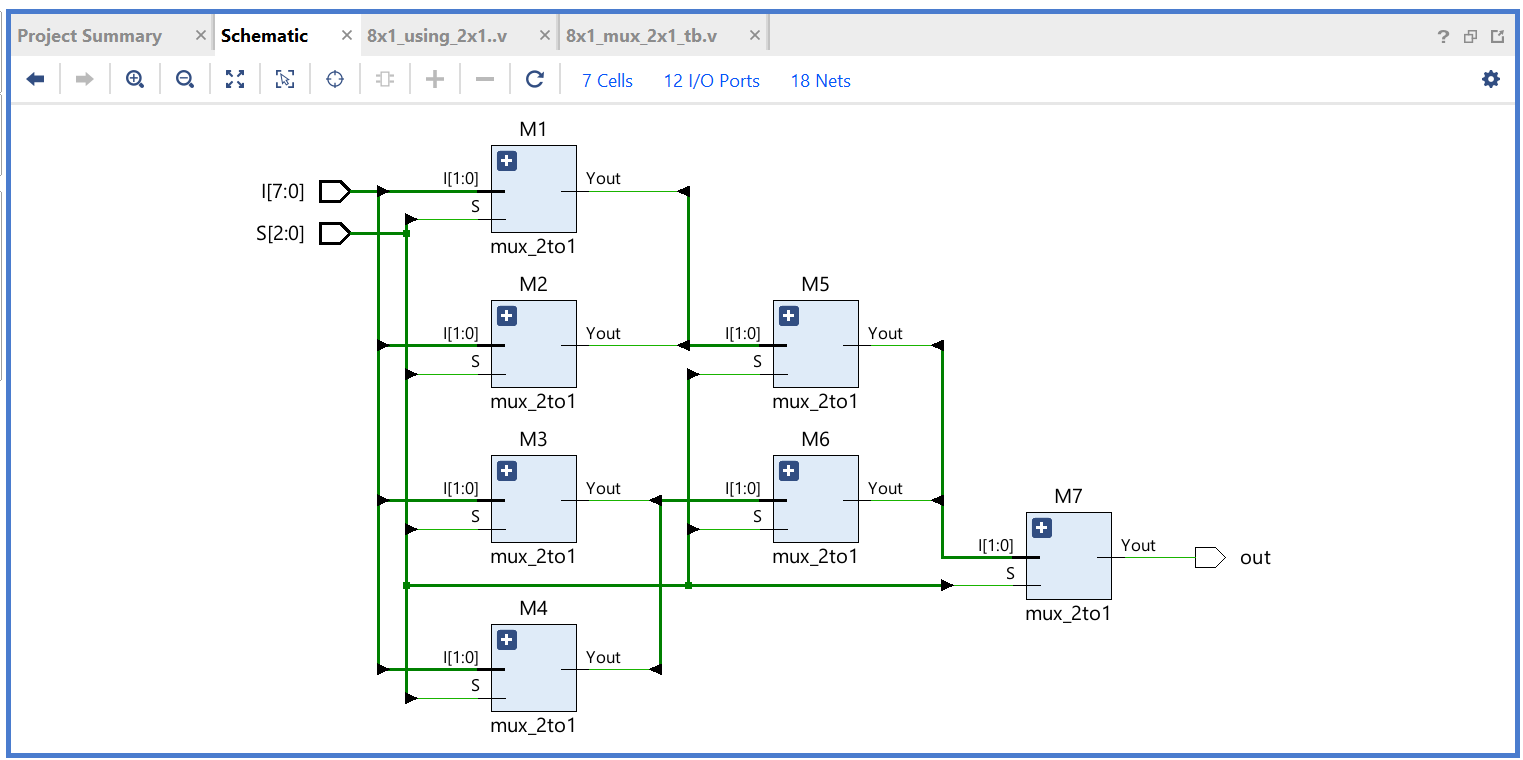 Project Summary × Schematic × 8x1_using_2x1..v × 8x1_mux_2x1_tb.v × ?
7 Cells 12 I/O Ports 18 Nets
M1
I[7:0] I[1:0] Yout
S
S[2:0]
mux_2to1
M2 M5
I[1:0] Yout I[1:0] Yout
S S
mux_2to1 mux_2to1
M3 M6
I[1:0] Yout I[1:0] Yout
S S
M7
mux_2to1 mux_2to1
I[1:0] Yout
out
S
M4
mux_2to1
I[1:0] Yout
S
mux_2to1